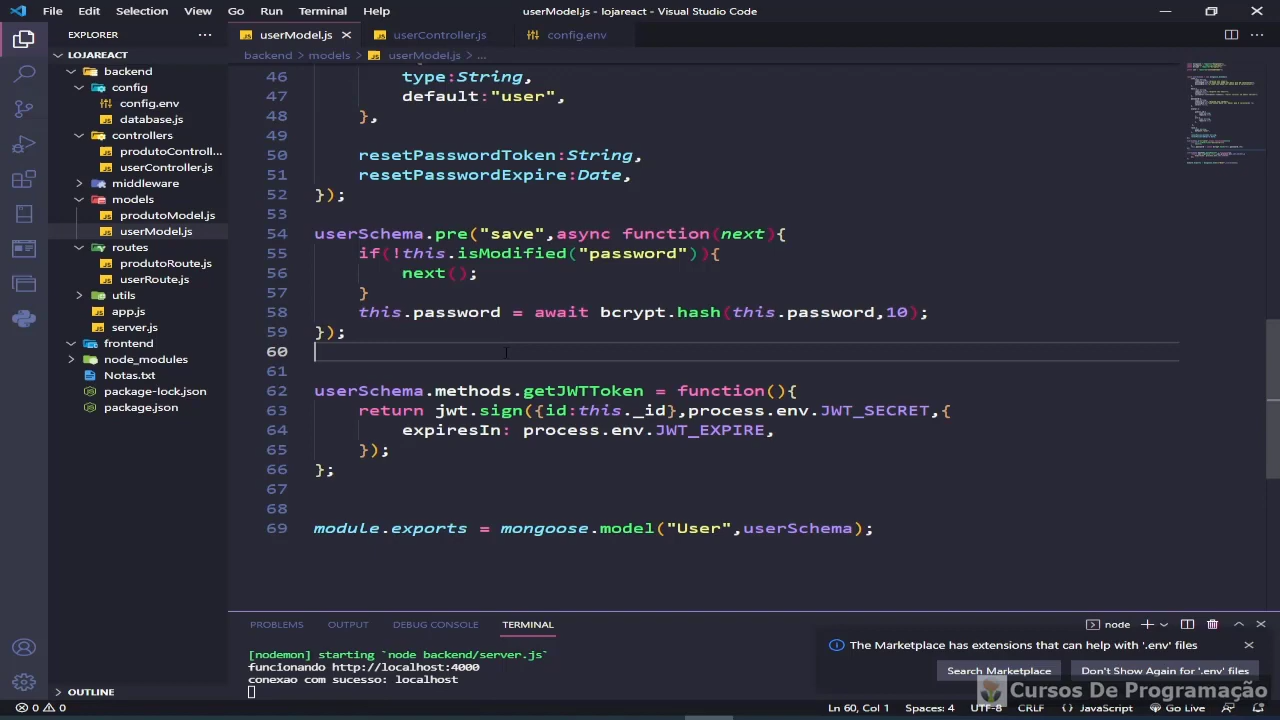 File Edit Selection View Go Run Terminal Help userModel.js - lojareact - Visual Studio Code
EXPLORER
LOJAREACT
backend
config
config.env
database.js
controllers
produtoControll...
userController.js
middleware
models
produtoModel.js
userModel.js
routes
produtoRoute.js
userRoute.js
utils
app.js
server.js
frontend
node_modules
Notas.txt
package-lock.json
package.json
OUTLINE
userModel.js userController.js config.env
backend > models > userModel.js > ...
46 type:String,
47 default:"user",
48 },
49
50 resetPasswordToken:String,
51 resetPasswordExpire:Date,
52 });
53
54 userSchema.pre("save",async function(next){
55 if(!this.isModified("password")){
56 next();
57 }
58 this.password = await bcrypt.hash(this.password,10);
59 });
60
61
62 userSchema.methods.getJWTToken = function(){
63 return jwt.sign({id:this._id},process.env.JWT_SECRET,{
64 expiresIn: process.env.JWT_EXPIRE,
65 });
66 };
67
68
69 module.exports = mongoose.model("User",userSchema);
PROBLEMS OUTPUT DEBUG CONSOLE TERMINAL node
[nodemon] starting `node backend/server.js`
funcionando http://localhost:4000
conexao com sucesso: localhost
The Marketplace has extensions that can help with '.env' files
Search Marketplace Don't Show Again for '.env' files
Cursos De Programação
0 0 Ln 60, Col 1 Spaces: 4 UTF-8 CRLF {} JavaScript Go Live